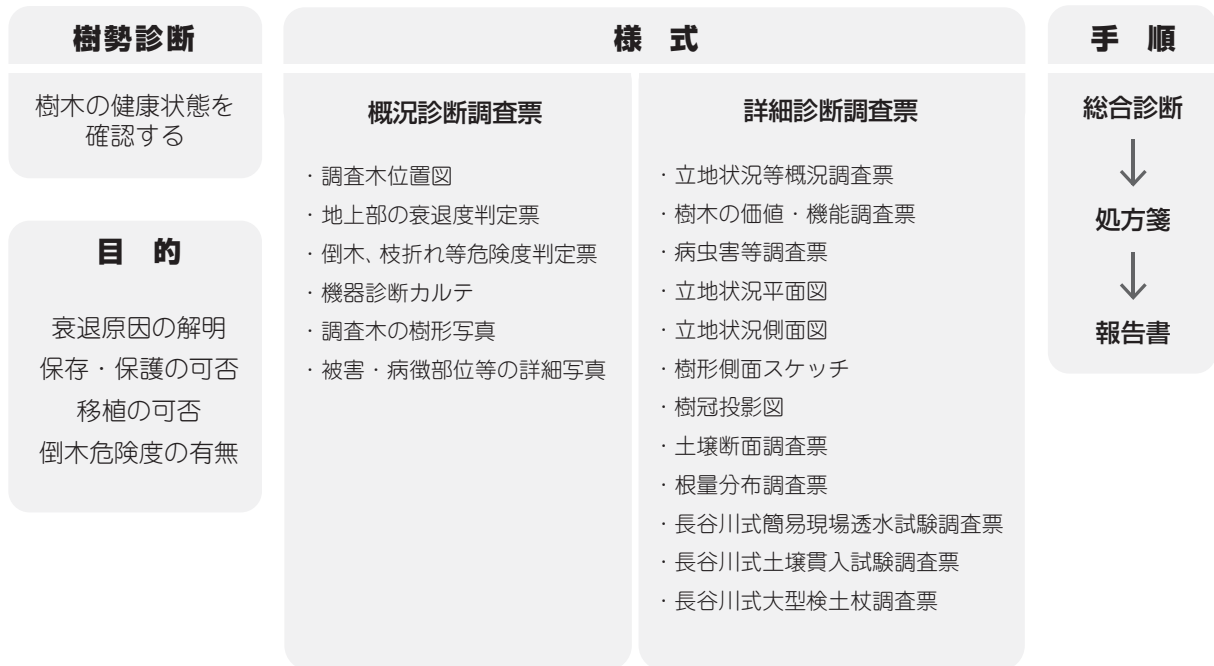 樹勢診断
樹木の健康状態を
確認する
目 的
衰退原因の解明
保存・保護の可否
移植の可否
倒木危険度の有無
様 式
概況診断調査票
・調査木位置図
・地上部の衰退度判定票
・倒木、枝折れ等危険度判定票
・機器診断カルテ
・調査木の樹形写真
・被害・病徴部位等の詳細写真
詳細診断調査票
・立地状況等概況調査票
・樹木の価値・機能調査票
・病虫害等調査票
・立地状況平面図
・立地状況側面図
・樹形側面スケッチ
・樹冠投影図
・土壌断面調査票
・根量分布調査票
・長谷川式簡易現場透水試験調査票
・長谷川式土壌貫入試験調査票
・長谷川式大型検土杖調査票
手 順
総合診断
処方箋
報告書